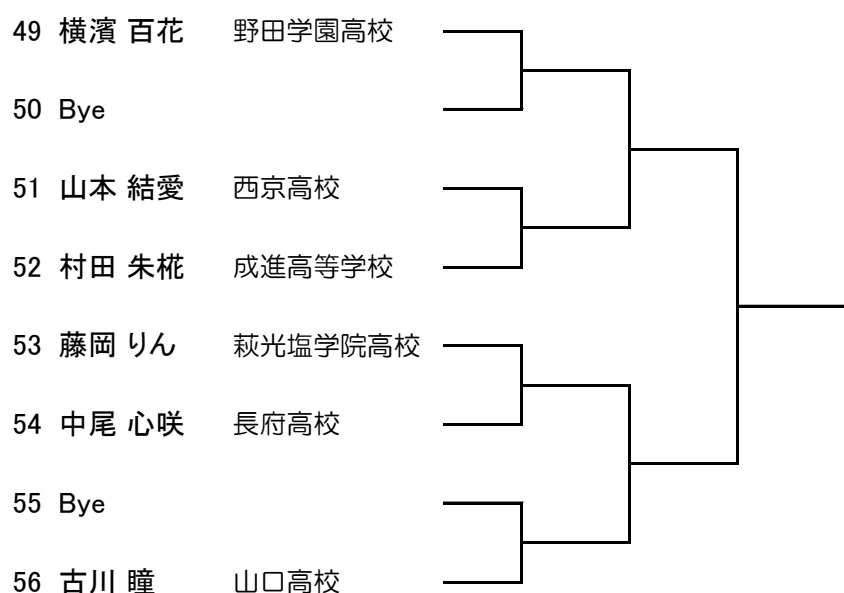 49 横濱 百花 野田学園高校
50 Bye
51 山本 結愛 西京高校
52 村田 朱椛 成進高等学校
53 藤岡 りん 萩光塩学院高校
54 中尾 心咲 長府高校
55 Bye
56 古川 瞳 山口高校